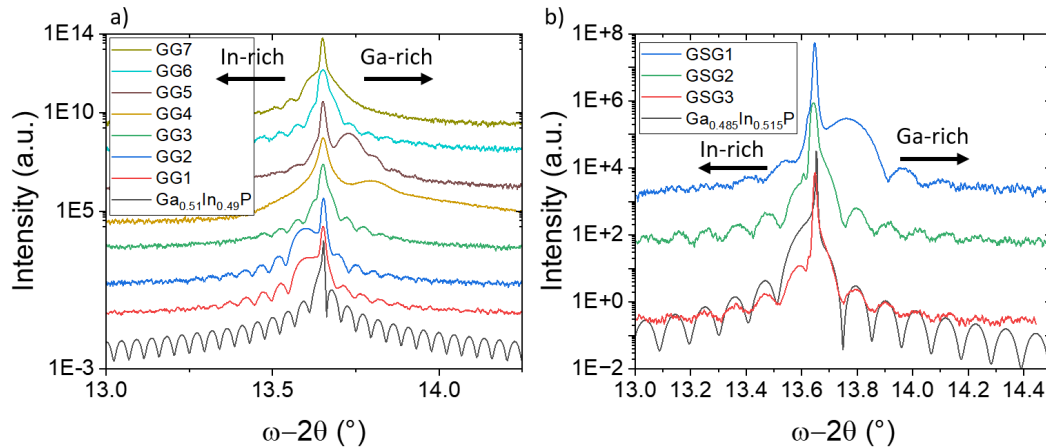 a)
1E14
1E10
1E5
1E-3
Intensity (a.u.)
GG7
GG6
GG5
GG4
GG3
GG2
GG1
Ga0.51In0.49P
In-rich
Ga-rich
13.0
13.5
14.0
ω−2θ (°)
b)
1E+8
1E+6
1E+4
1E+2
1E+0
1E−2
Intensity (a.u.)
GSG1
GSG2
GSG3
Ga0.485In0.515P
In-rich
Ga-rich
13.0
13.2
13.4
13.6
13.8
14.0
14.2
14.4
ω−2θ (°)